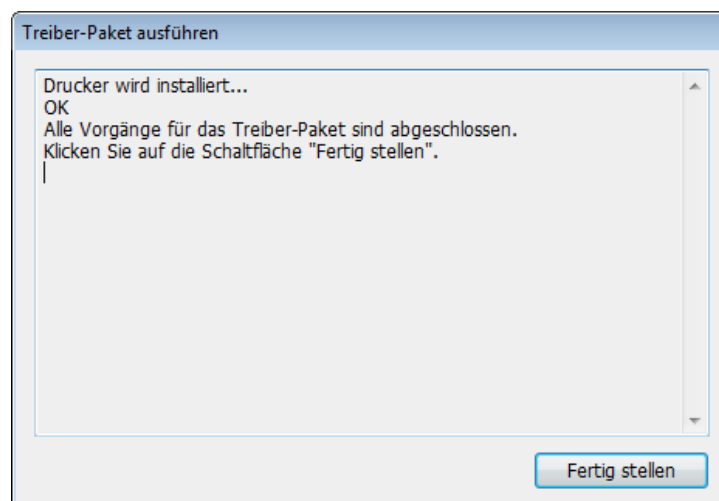 Treiber-Paket ausführen
Drucker wird installiert...
OK
Alle Vorgänge für das Treiber-Paket sind abgeschlossen.
Klicken Sie auf die Schaltfläche "Fertig stellen".
Fertig stellen